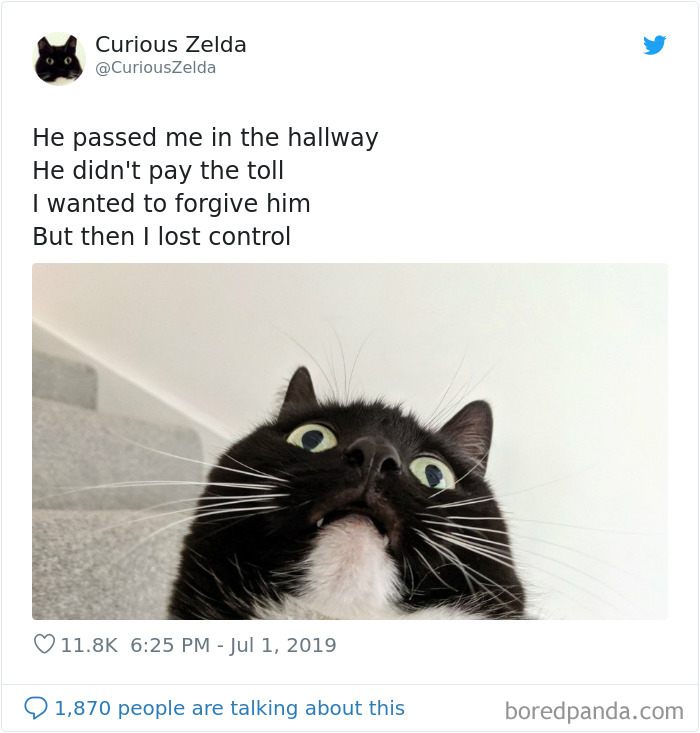 Curious Zelda
@CuriousZelda
He passed me in the hallway
He didn't pay the toll
I wanted to forgive him
But then I lost control
11.8K 6:25 PM - Jul 1, 2019
1,870 people are talking about this
boredpanda.com